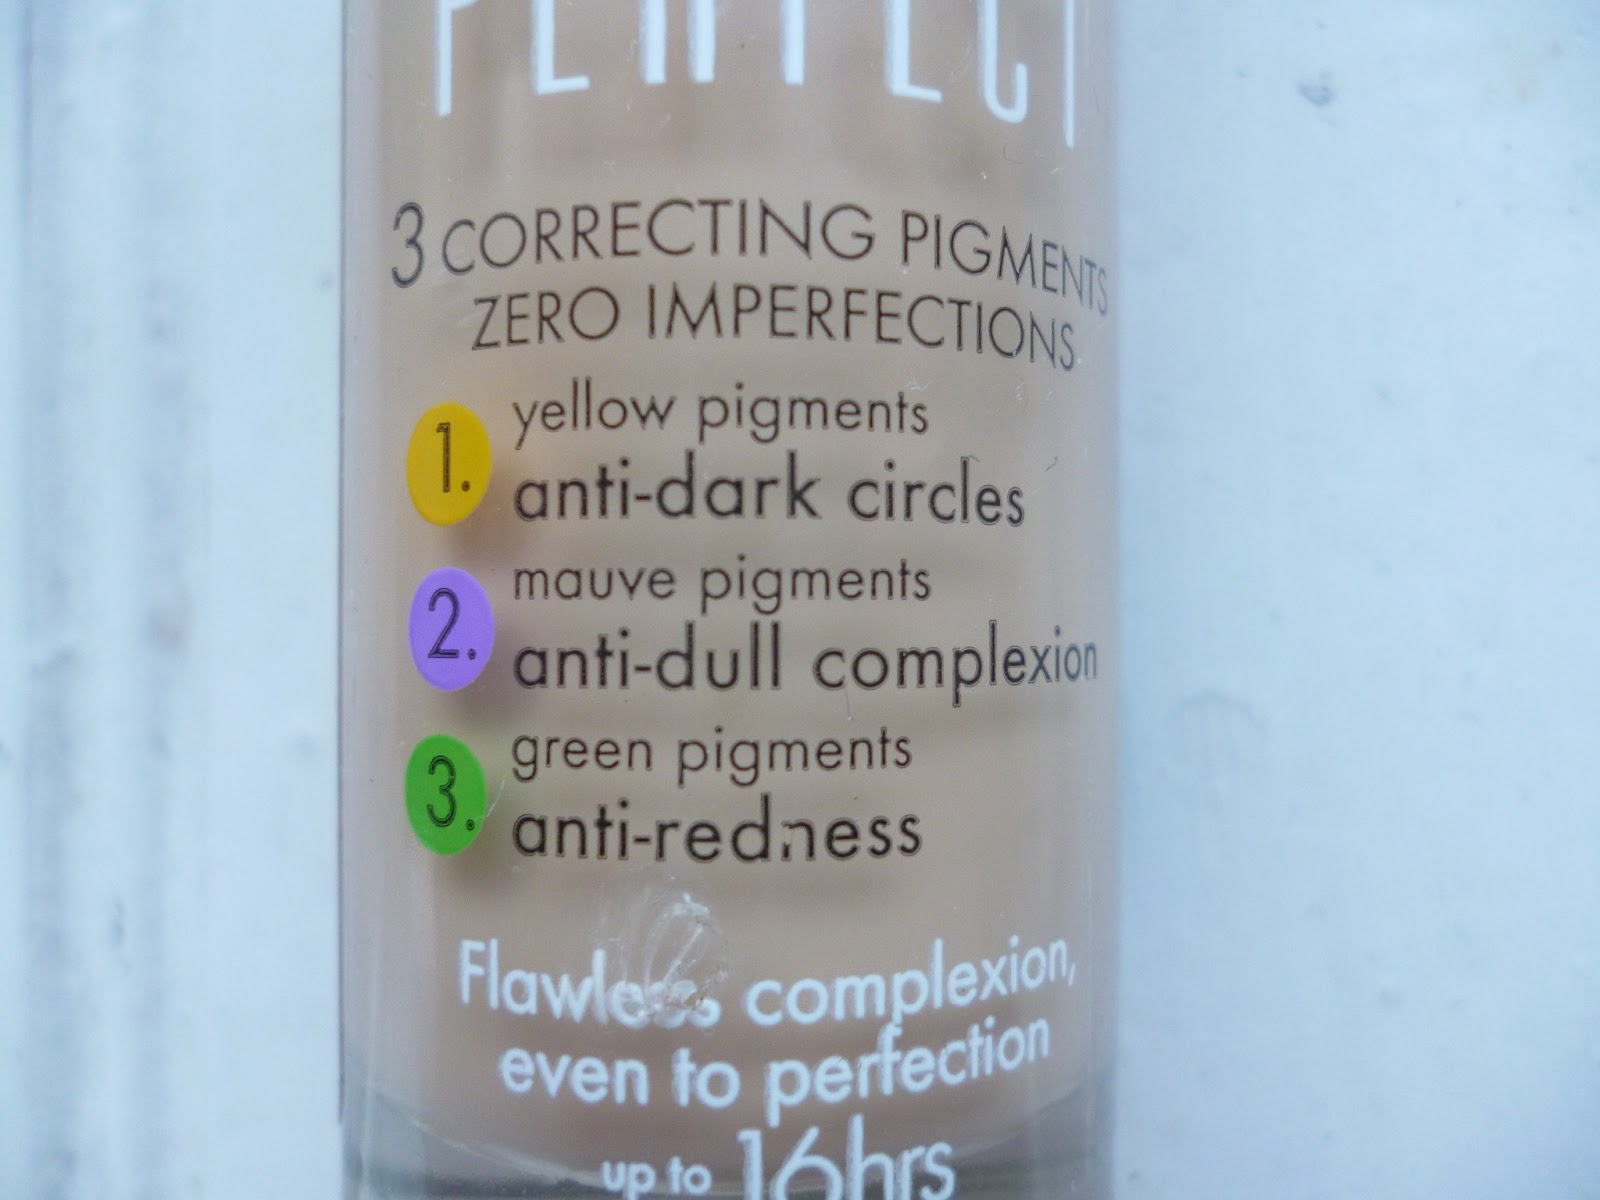 PERFECT
3 CORRECTING PIGMENTS
ZERO IMPERFECTIONS
1. yellow pigments
anti-dark circles
2. mauve pigments
anti-dull complexion
3. green pigments
anti-redness
Flawless complexion,
even to perfection
up to 16hrs